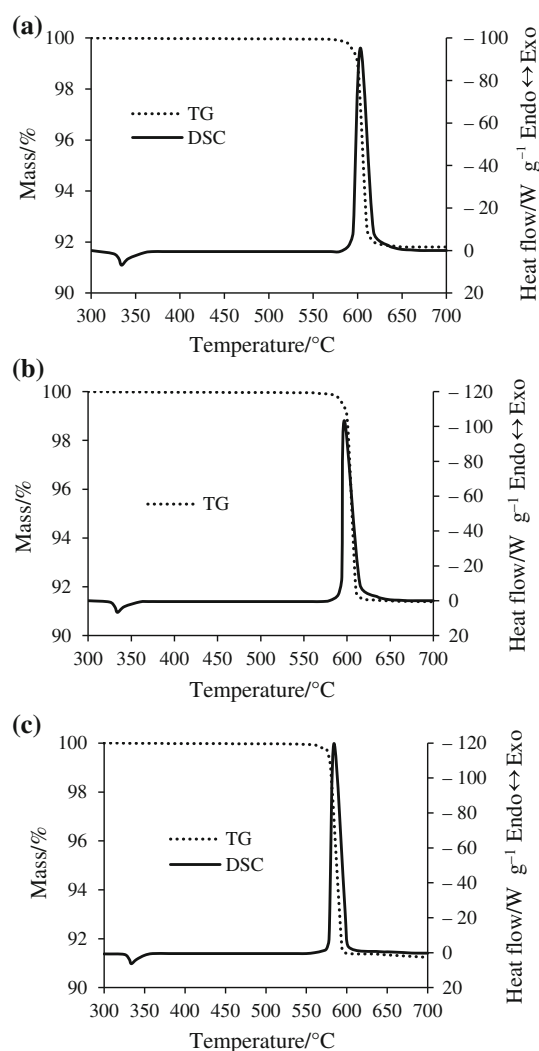 (a)
100
98
96
94
92
90
Mass/%
TG
DSC
– 100
– 80
– 60
– 40
– 20
0
20
Heat flow/W g⁻¹ Endo↔Exo
300 350 400 450 500 550 600 650 700
Temperature/°C
(b)
100
98
96
94
92
90
Mass/%
TG
– 120
– 100
– 80
– 60
– 40
– 20
0
20
Heat flow/W g⁻¹ Endo↔Exo
300 350 400 450 500 550 600 650 700
Temperature/°C
(c)
100
98
96
94
92
90
Mass/%
TG
DSC
– 120
– 100
– 80
– 60
– 40
– 20
0
20
Heat flow/W g⁻¹ Endo↔Exo
300 350 400 450 500 550 600 650 700
Temperature/°C